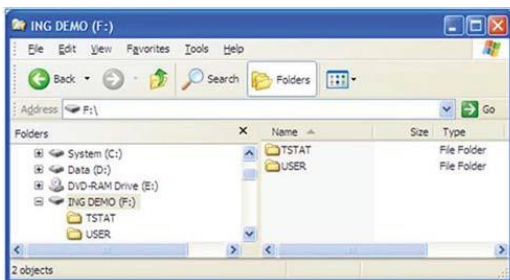 ING DEMO (F:)
File Edit View Favorites Tools Help
Back Search Folders
Address F:\ Go
Folders × Name Size Type
System (C:)
Data (D:)
DVD-RAM Drive (E:)
ING DEMO (F:)
TSTAT
USER
TSTAT File Folder
USER File Folder
2 objects